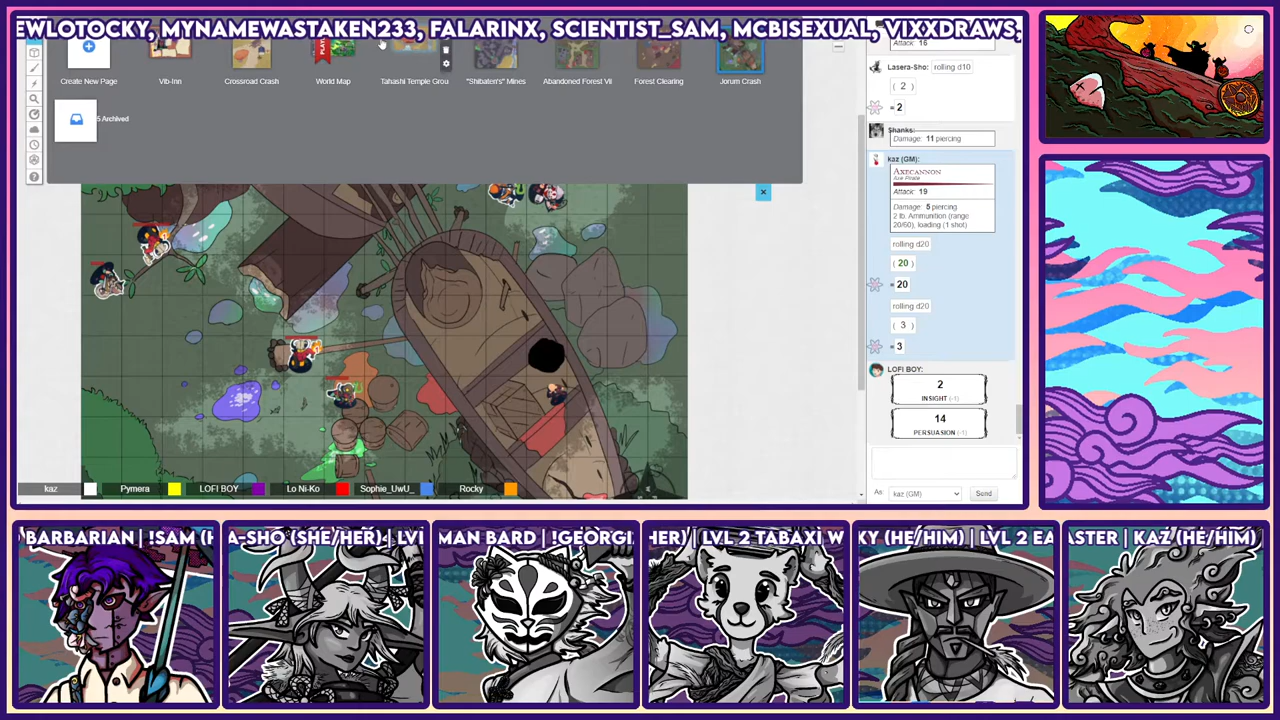 EWLOTOCKY, MYNAMEWASTAKEN233, FALARINX, SCIENTIST_SAM, MCBISEXUAL, VIXXDRAWS,
Create New Page
Vib-Inn
Crossroad Crash
World Map
Tahashi Temple Grou
"Shibaten's" Mines
Abandoned Forest Vil
Forest Clearing
Jorum Crash
5 Archived
Attack: 16
Lasera-Sho: rolling d10
( 2 )
= 2
Shanks:
Damage: 11 piercing
kaz (GM):
AXECANNON
Axe Pirate
Attack: 19
Damage: 5 piercing
2 lb, Ammunition (range
20/60), loading (1 shot)
rolling d20
( 20 )
= 20
rolling d20
( 3 )
= 3
LOFI BOY:
2
INSIGHT (-1)
14
PERSUASION (-1)
As: kaz (GM) Send
kaz
Pymera
LOFI BOY
Lo Ni-Ko
Sophie_UwU_
Rocky
BARBARIAN | !SAM (H
A-SHO (SHE/HER) | LVL
MAN BARD | !GEORGI
HER) | LVL 2 TABAXI W
KY (HE/HIM) | LVL 2 EA
ASTER | KAZ (HE/HIM)